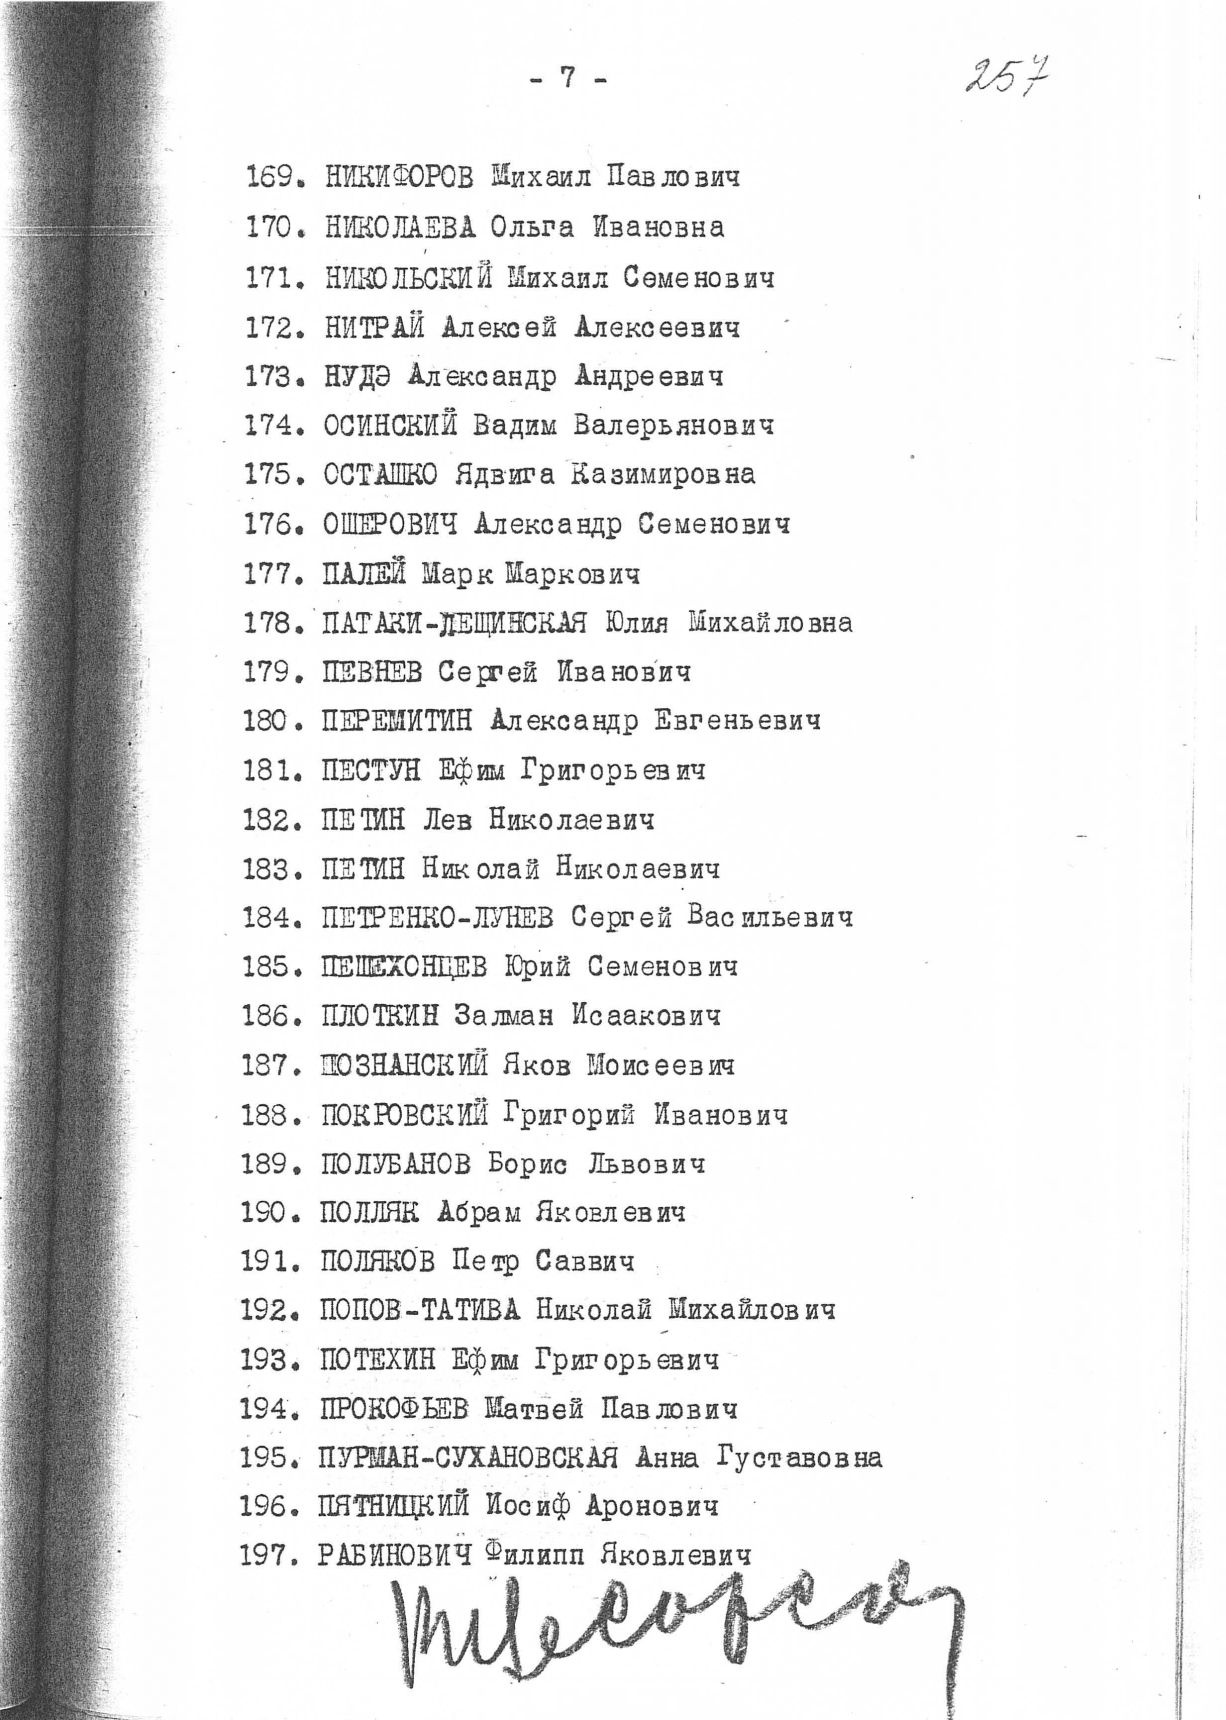 - 7 -
257
169. НИКИФОРОВ Михаил Павлович
170. НИКОЛАЕВА Ольга Ивановна
171. НИКОЛЬСКИЙ Михаил Семенович
172. НИТРАЙ Алексей Алексеевич
173. НУДЭ Александр Андреевич
174. ОСИНСКИЙ Вадим Валерьянович
175. ОСТАШКО Ядвига Казимировна
176. ОШЕРОВИЧ Александр Семенович
177. ПАЛЕЙ Марк Маркович
178. ПАТАКИ-ДЕЩИНСКАЯ Юлия Михайловна
179. ПЕВНЕВ Сергей Иванович
180. ПЕРЕМИТИН Александр Евгеньевич
181. ПЕСТУН Ефим Григорьевич
182. ПЕТИН Лев Николаевич
183. ПЕТИН Николай Николаевич
184. ПЕТРЕНКО-ЛУНЕВ Сергей Васильевич
185. ПЕШЕХОНЦЕВ Юрий Семенович
186. ПЛОТКИН Залман Исаакович
187. ПОЗНАНСКИЙ Яков Моисеевич
188. ПОКРОВСКИЙ Григорий Иванович
189. ПОЛУБАНОВ Борис Львович
190. ПОЛЛЯК Абрам Яковлевич
191. ПОЛЯКОВ Петр Саввич
192. ПОПОВ-ТАТИВА Николай Михайлович
193. ПОТЕХИН Ефим Григорьевич
194. ПРОКОФЬЕВ Матвей Павлович
195. ПУРМАН-СУХАНОВСКАЯ Анна Густавовна
196. ПЯТНИЦКИЙ Иосиф Аронович
197. РАБИНОВИЧ Филипп Яковлевич